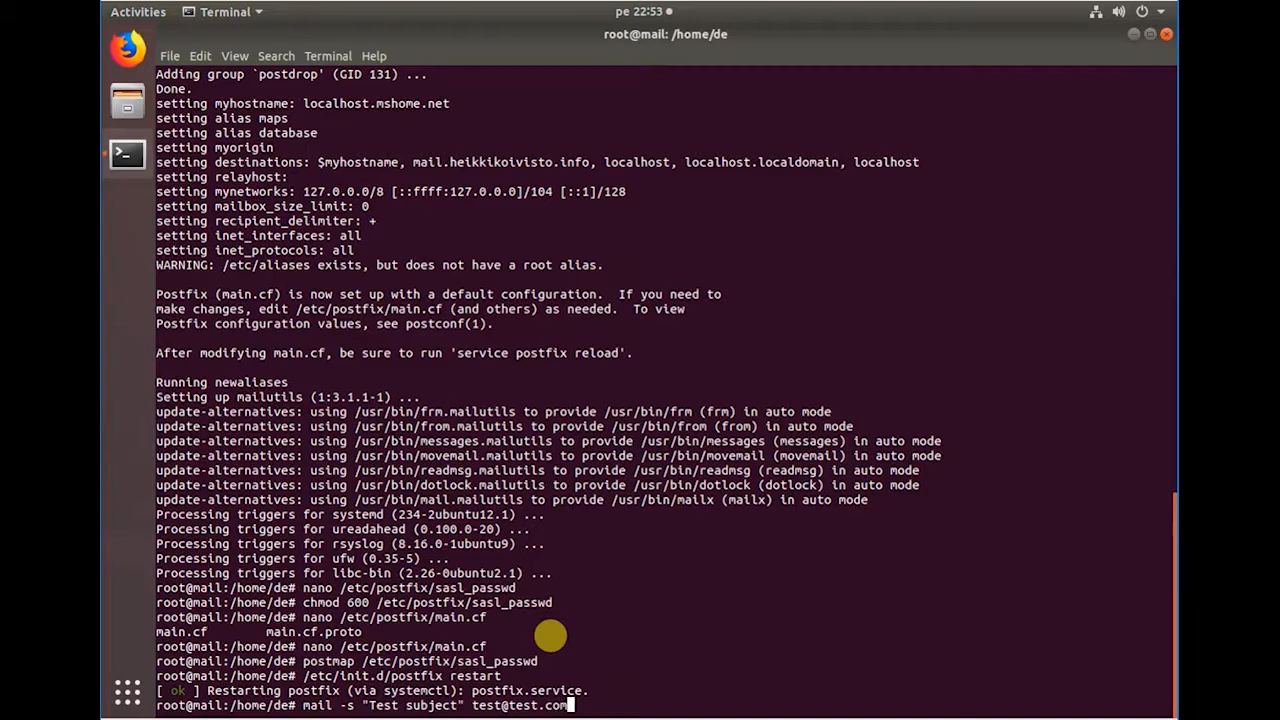 Activities Terminal pe 22:53
root@mail: /home/de
File Edit View Search Terminal Help
Adding group `postdrop' (GID 131) ...
Done.
setting myhostname: localhost.mshome.net
setting alias maps
setting alias database
setting myorigin
setting destinations: $myhostname, mail.heikkikoivisto.info, localhost, localhost.localdomain, localhost
setting relayhost:
setting mynetworks: 127.0.0.0/8 [::ffff:127.0.0.0]/104 [::1]/128
setting mailbox_size_limit: 0
setting recipient_delimiter: +
setting inet_interfaces: all
setting inet_protocols: all
WARNING: /etc/aliases exists, but does not have a root alias.
Postfix (main.cf) is now set up with a default configuration.  If you need to
make changes, edit /etc/postfix/main.cf (and others) as needed.  To view
Postfix configuration values, see postconf(1).
After modifying main.cf, be sure to run 'service postfix reload'.
Running newaliases
Setting up mailutils (1:3.1.1-1) ...
update-alternatives: using /usr/bin/frm.mailutils to provide /usr/bin/frm (frm) in auto mode
update-alternatives: using /usr/bin/from.mailutils to provide /usr/bin/from (from) in auto mode
update-alternatives: using /usr/bin/messages.mailutils to provide /usr/bin/messages (messages) in auto mode
update-alternatives: using /usr/bin/movemail.mailutils to provide /usr/bin/movemail (movemail) in auto mode
update-alternatives: using /usr/bin/readmsg.mailutils to provide /usr/bin/readmsg (readmsg) in auto mode
update-alternatives: using /usr/bin/dotlock.mailutils to provide /usr/bin/dotlock (dotlock) in auto mode
update-alternatives: using /usr/bin/mail.mailutils to provide /usr/bin/mailx (mailx) in auto mode
Processing triggers for systemd (234-2ubuntu12.1) ...
Processing triggers for ureadahead (0.100.0-20) ...
Processing triggers for rsyslog (8.16.0-1ubuntu9) ...
Processing triggers for ufw (0.35-5) ...
Processing triggers for libc-bin (2.26-0ubuntu2.1) ...
root@mail:/home/de# nano /etc/postfix/sasl_passwd
root@mail:/home/de# chmod 600 /etc/postfix/sasl_passwd
root@mail:/home/de# nano /etc/postfix/main.cf
main.cf        main.cf.proto
root@mail:/home/de# nano /etc/postfix/main.cf
root@mail:/home/de# postmap /etc/postfix/sasl_passwd
root@mail:/home/de# /etc/init.d/postfix restart
[ ok ] Restarting postfix (via systemctl): postfix.service.
root@mail:/home/de# mail -s "Test subject" test@test.com